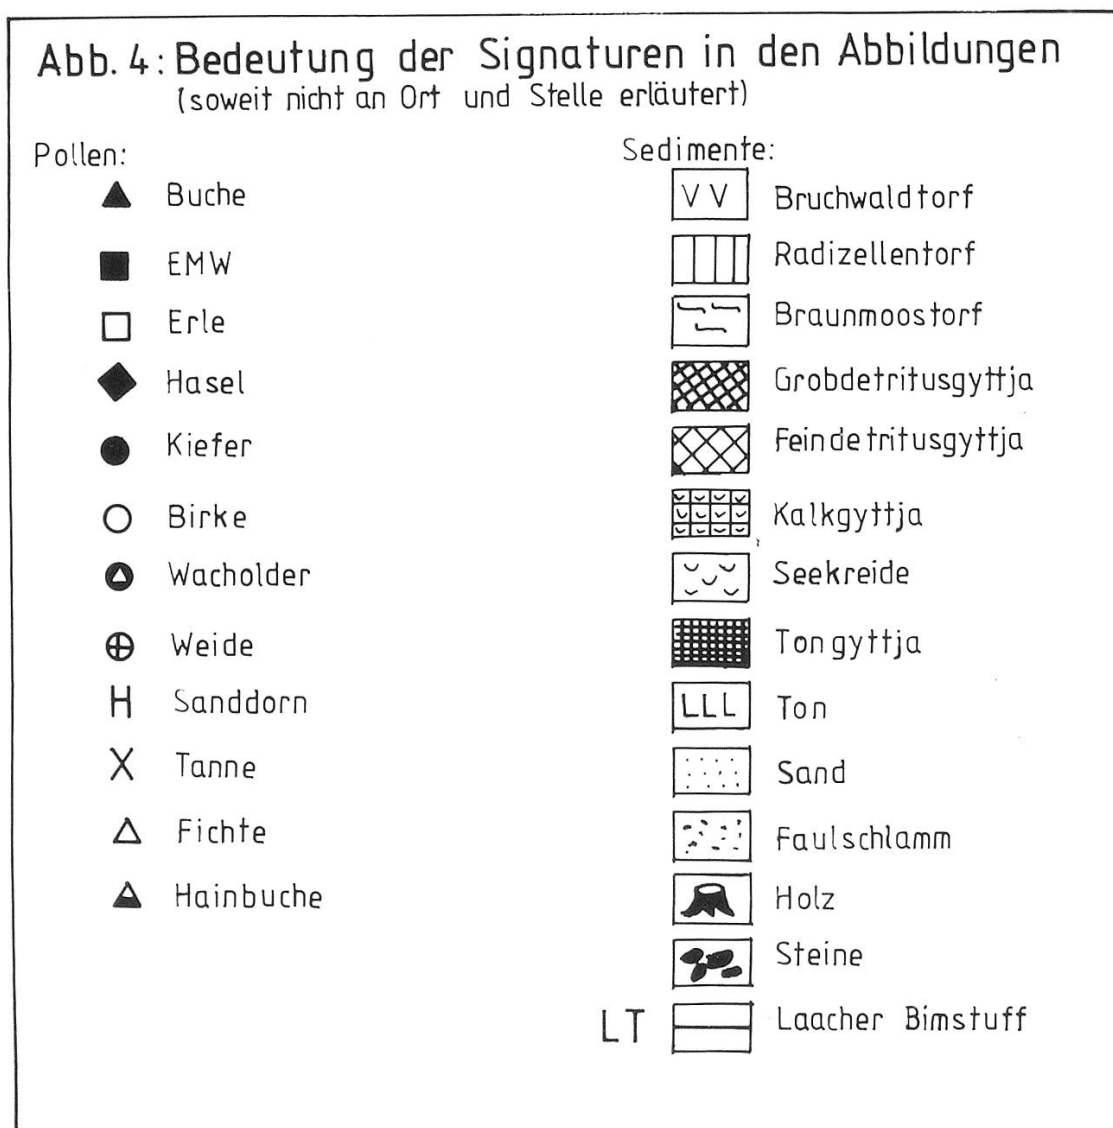 Abb. 4: Bedeutung der Signaturen in den Abbildungen
(soweit nicht an Ort und Stelle erläutert)
Pollen:
Buche
EMW
Erle
Hasel
Kiefer
Birke
Wacholder
Weide
H Sanddorn
X Tanne
Fichte
Hainbuche
Sedimente:
V V Bruchwaldtorf
Radizellentorf
Braunmoostorf
Grobdetritusgyttja
Feindetritusgyttja
Kalkgyttja
Seekreide
Tongyttja
LLL Ton
Sand
Faulschlamm
Holz
Steine
LT Laacher Bimstuff